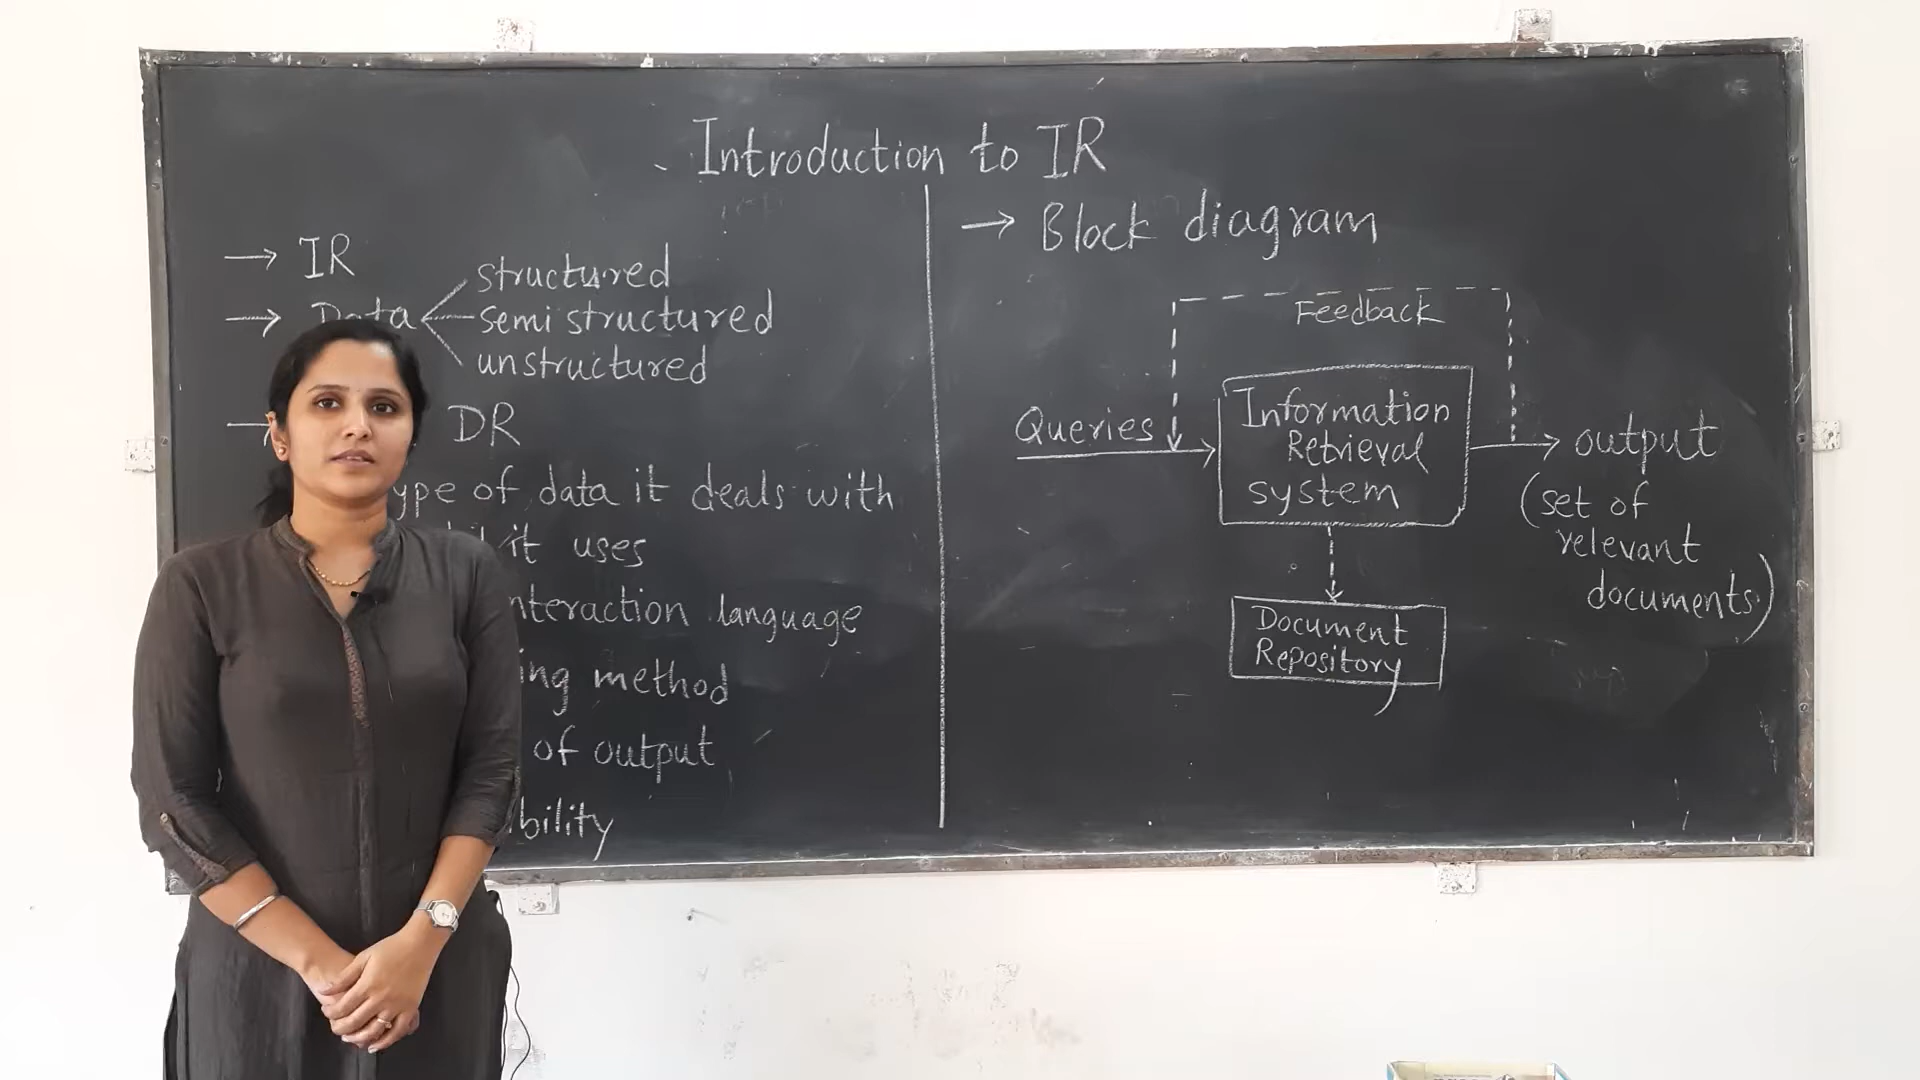 Introduction to IR
→ IR
→ Data
structured
semi structured
unstructured
→ DR
ype of data it deals with
it uses
nteraction language
ing method
of output
bility
→ Block diagram
Feedback
Queries
Information
Retrieval
system
output
(set of
relevant
documents)
Document
Repository